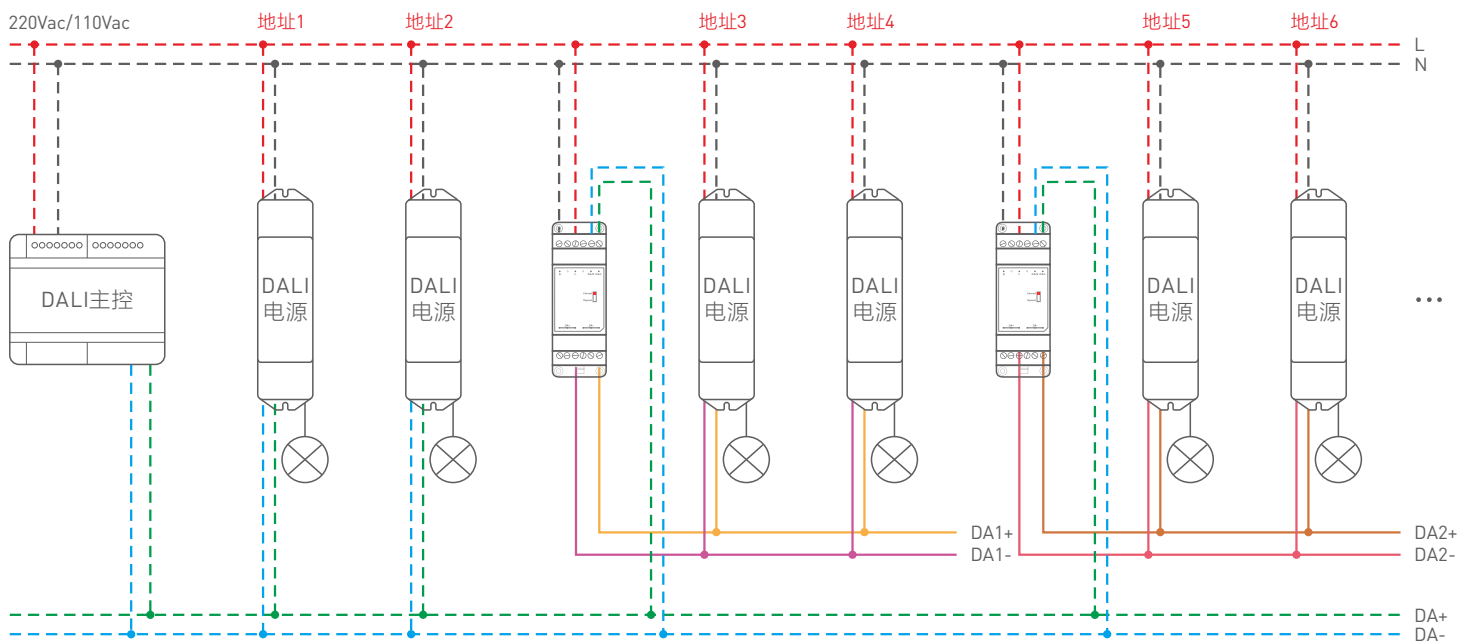 220Vac/110Vac
地址1
地址2
地址3
地址4
地址5
地址6
L
N
DALI主控
DALI
电源
DALI
电源
DALI
电源
DALI
电源
DALI
电源
DALI
电源
...
DA1+
DA1-
DA2+
DA2-
DA+
DA-